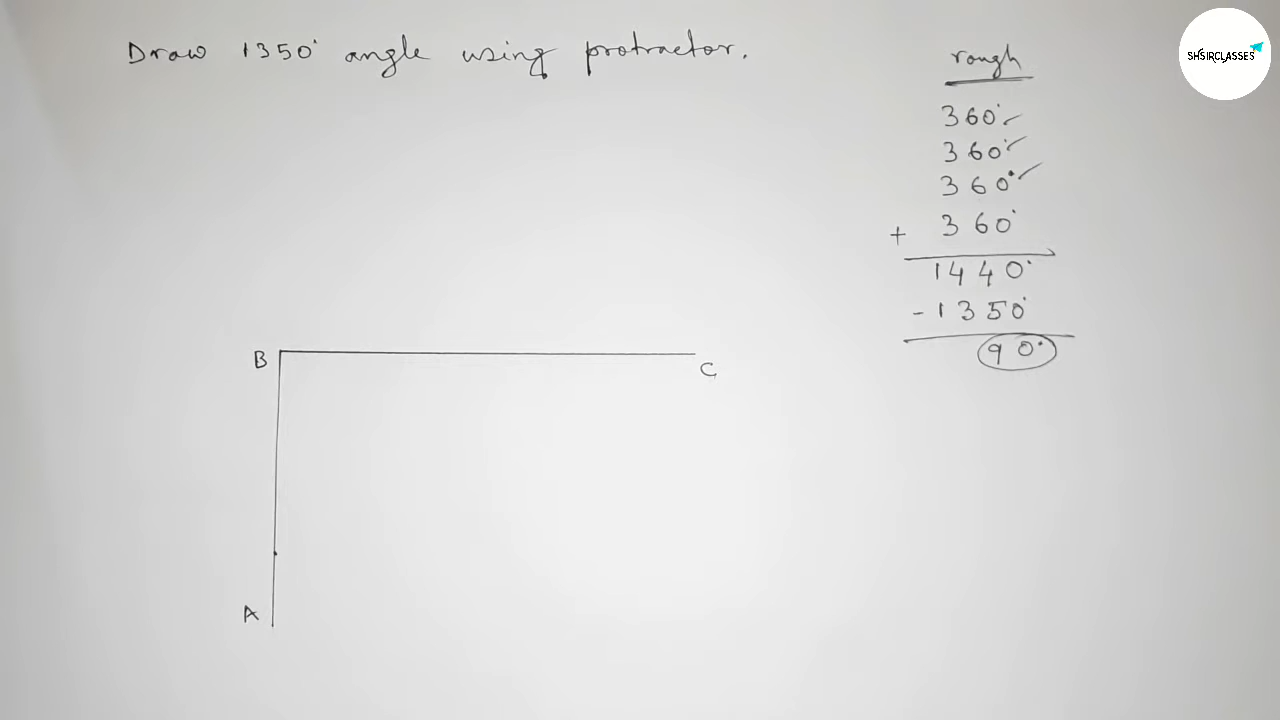 Draw 1350° angle using protractor.
SHSIRCLASSES
rough
360°
360°
360°
+ 360°
1440°
- 1350°
90°
B
C
A